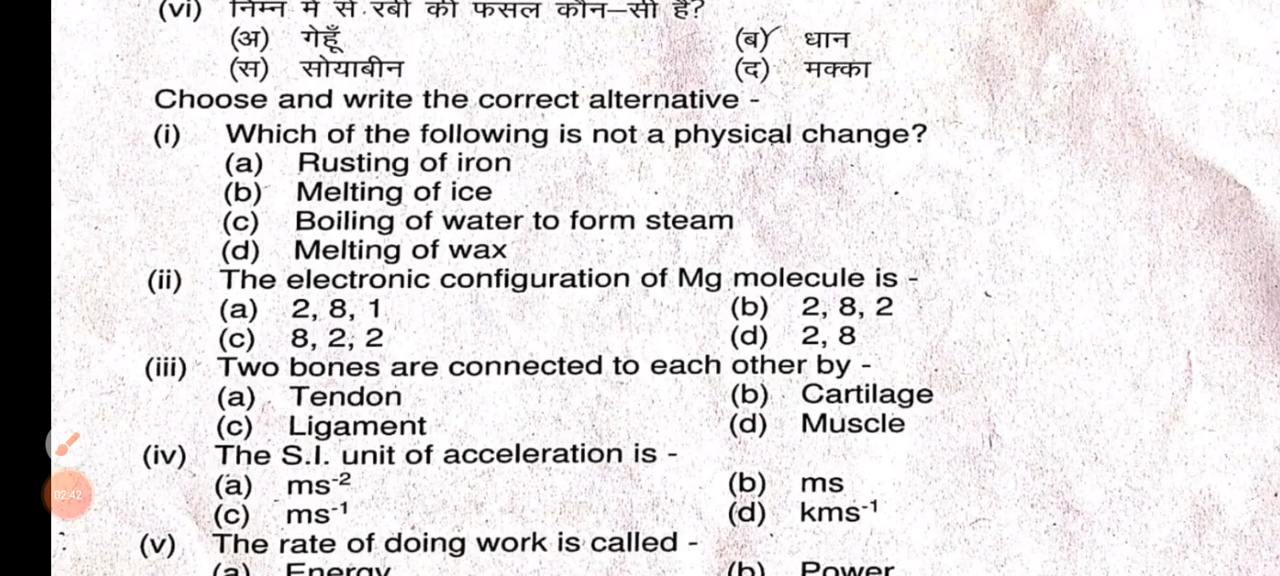 (vi) निम्न में से रबी की फसल कौन–सी है?
(अ) गेहूँ (ब) धान
(स) सोयाबीन (द) मक्का
Choose and write the correct alternative -
(i) Which of the following is not a physical change?
(a) Rusting of iron
(b) Melting of ice
(c) Boiling of water to form steam
(d) Melting of wax
(ii) The electronic configuration of Mg molecule is -
(a) 2, 8, 1 (b) 2, 8, 2
(c) 8, 2, 2 (d) 2, 8
(iii) Two bones are connected to each other by -
(a) Tendon (b) Cartilage
(c) Ligament (d) Muscle
(iv) The S.I. unit of acceleration is -
(a) ms⁻² (b) ms
(c) ms⁻¹ (d) kms⁻¹
02:42
(v) The rate of doing work is called -
(a) Energy (b) Power